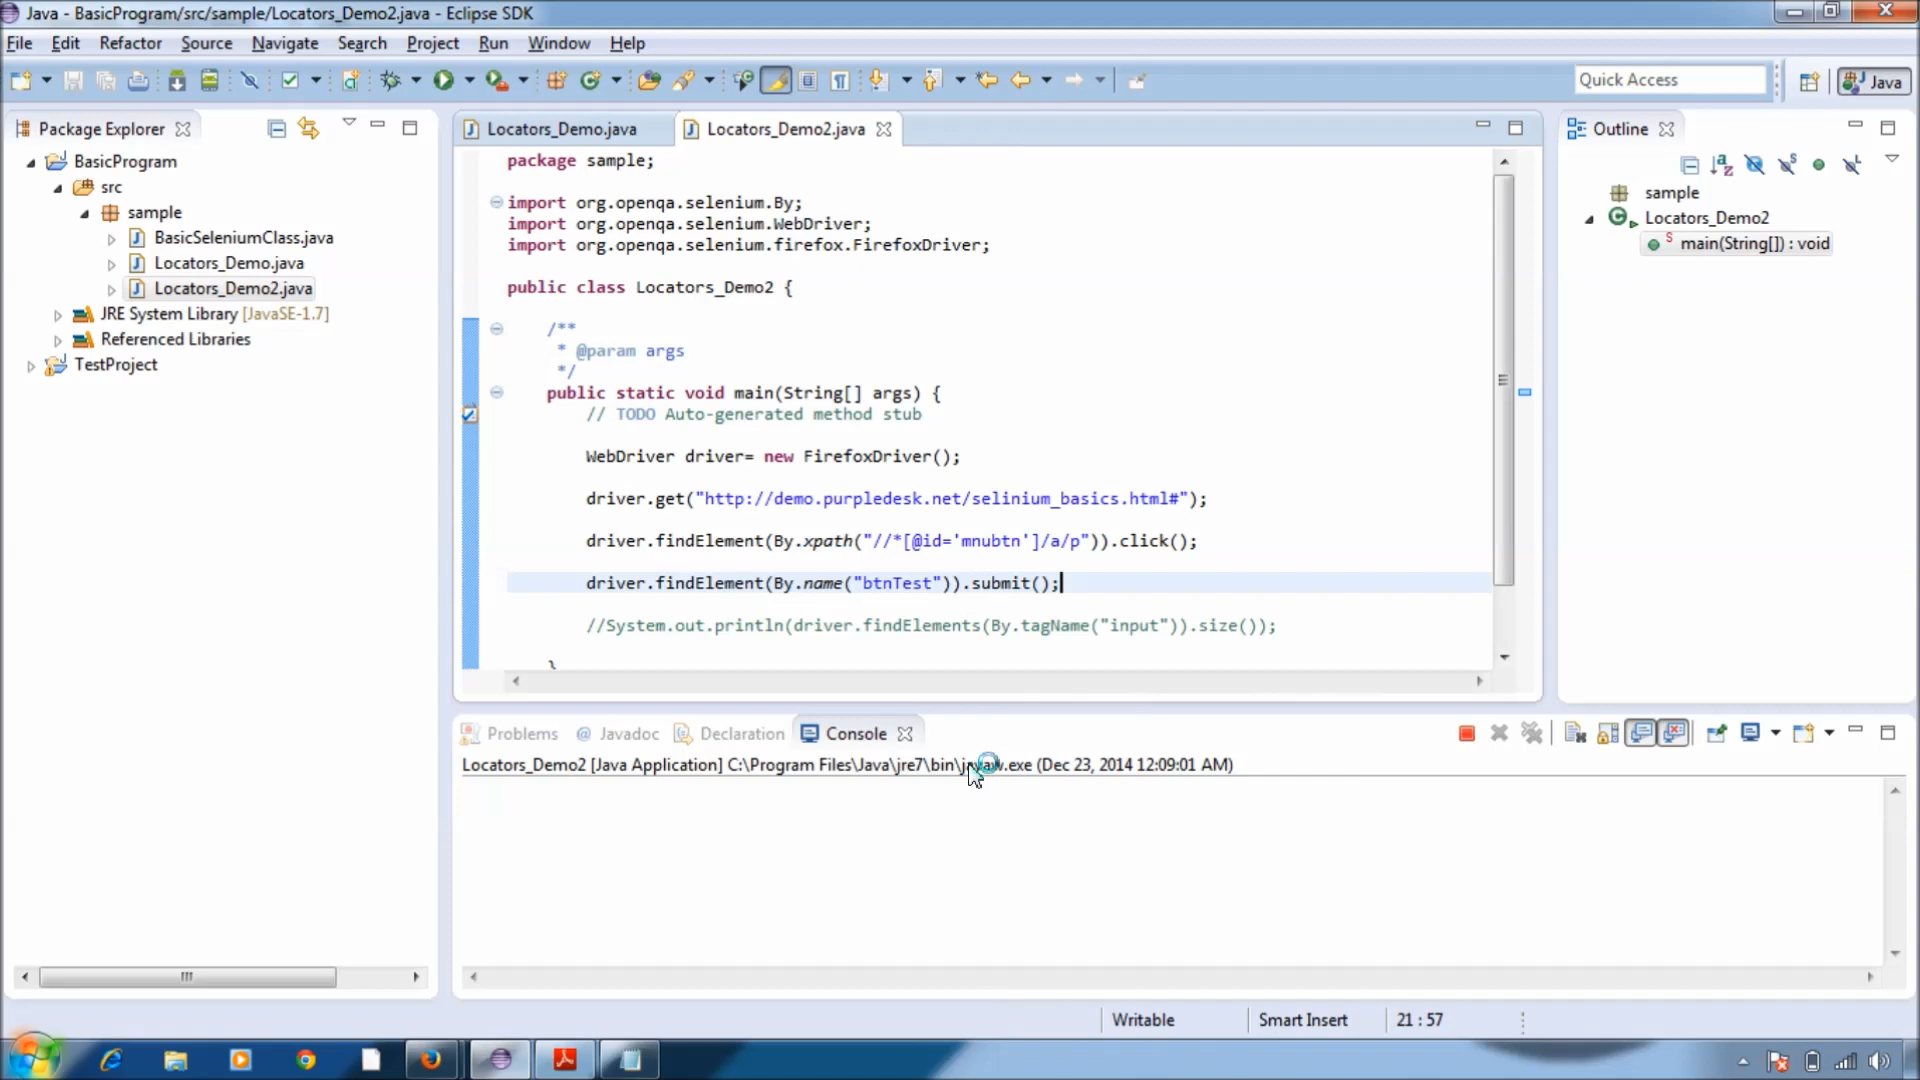 Java - BasicProgram/src/sample/Locators_Demo2.java - Eclipse SDK
File Edit Refactor Source Navigate Search Project Run Window Help
Quick Access
Java
Package Explorer
BasicProgram
src
sample
BasicSeleniumClass.java
Locators_Demo.java
Locators_Demo2.java
JRE System Library [JavaSE-1.7]
Referenced Libraries
TestProject
Locators_Demo.java
Locators_Demo2.java
package sample;
import org.openqa.selenium.By;
import org.openqa.selenium.WebDriver;
import org.openqa.selenium.firefox.FirefoxDriver;
public class Locators_Demo2 {
/**
* @param args
*/
public static void main(String[] args) {
// TODO Auto-generated method stub
WebDriver driver= new FirefoxDriver();
driver.get("http://demo.purpledesk.net/selinium_basics.html#");
driver.findElement(By.xpath("//*[@id='mnubtn']/a/p")).click();
driver.findElement(By.name("btnTest")).submit();
//System.out.println(driver.findElements(By.tagName("input")).size());
}
Outline
sample
Locators_Demo2
main(String[]) : void
Problems
@ Javadoc
Declaration
Console
Locators_Demo2 [Java Application] C:\Program Files\Java\jre7\bin\javaw.exe (Dec 23, 2014 12:09:01 AM)
Writable
Smart Insert
21 : 57